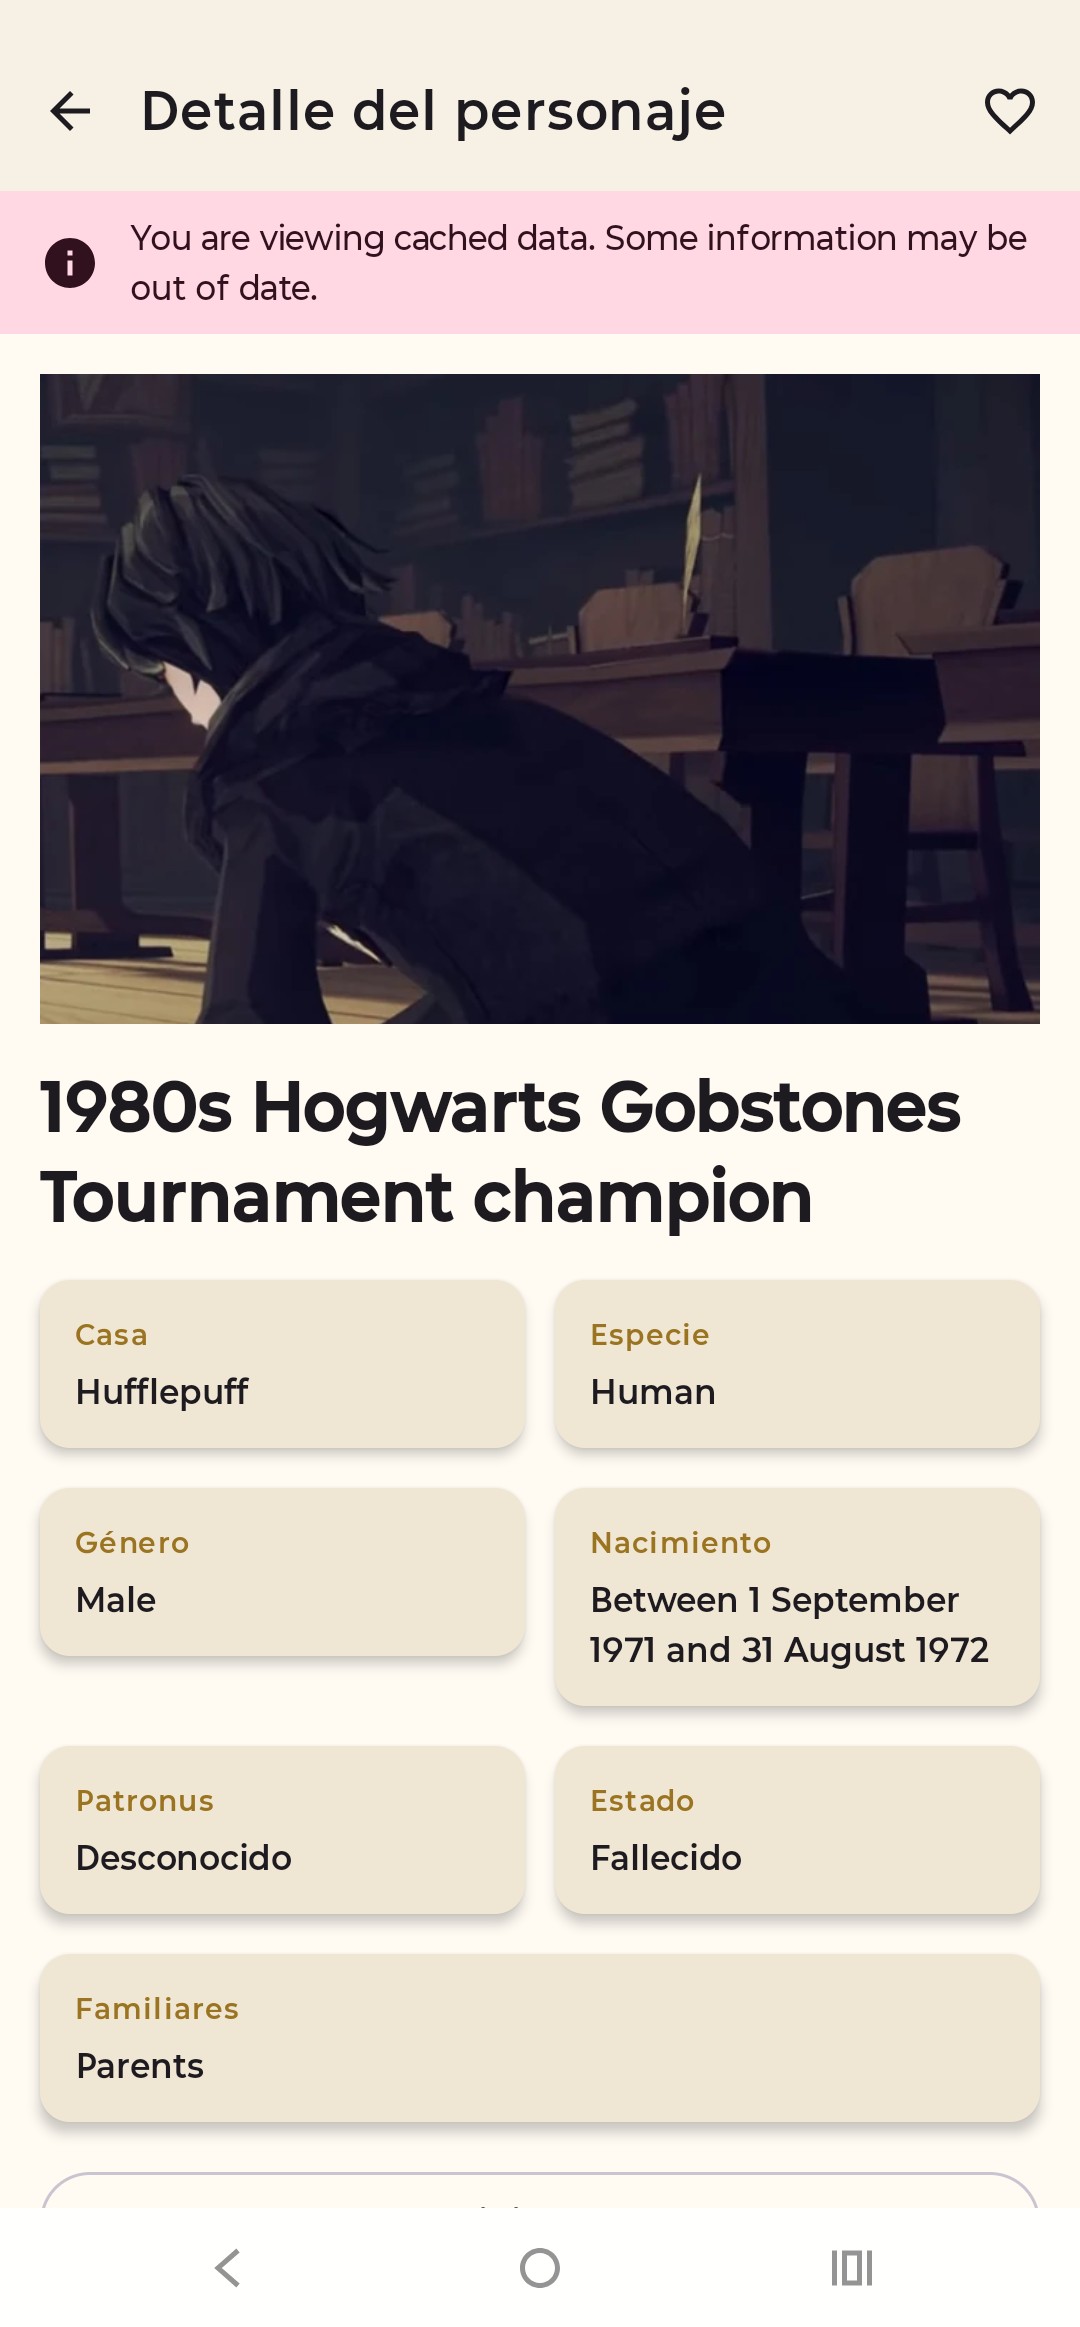 Detalle del personaje
You are viewing cached data. Some information may be
out of date.
1980s Hogwarts Gobstones
Tournament champion
Casa
Hufflepuff
Especie
Human
Género
Male
Nacimiento
Between 1 September
1971 and 31 August 1972
Patronus
Desconocido
Estado
Fallecido
Familiares
Parents